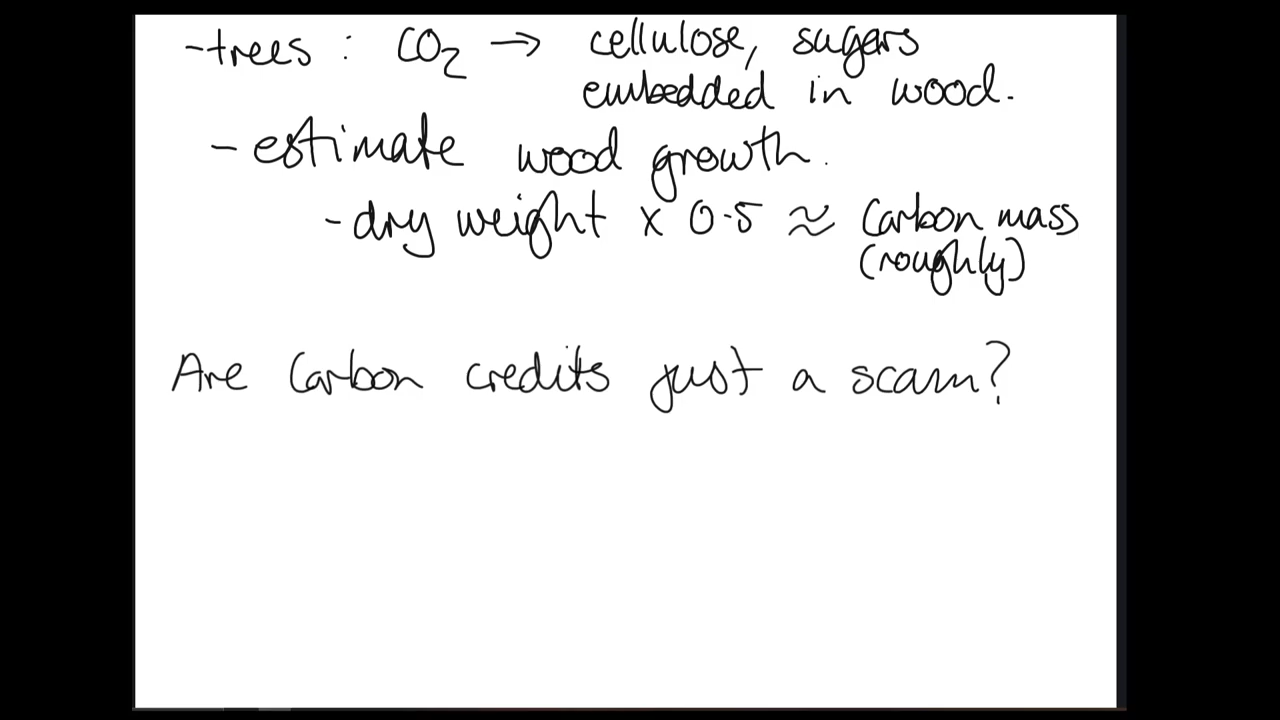 -trees : CO₂ → cellulose, sugars
embedded in wood.
- estimate wood growth.
- dry weight x 0.5 ≈ Carbon mass
(roughly)
Are Carbon credits just a scam?